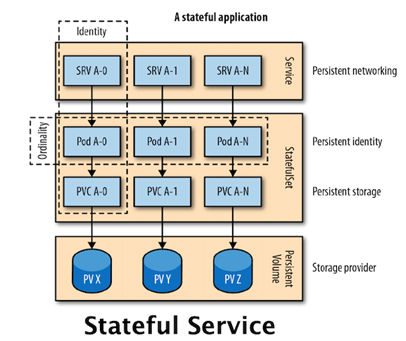 A stateful application
Identity
SRV A-0 SRV A-1 SRV A-N
Service
Persistent networking
Ordinality
Pod A-0 Pod A-1 Pod A-N
StatefulSet
Persistent identity
PVC A-0 PVC A-1 PVC A-N
Persistent storage
PV X PV Y PV Z
Persistent
Volume
Storage provider
Stateful Service